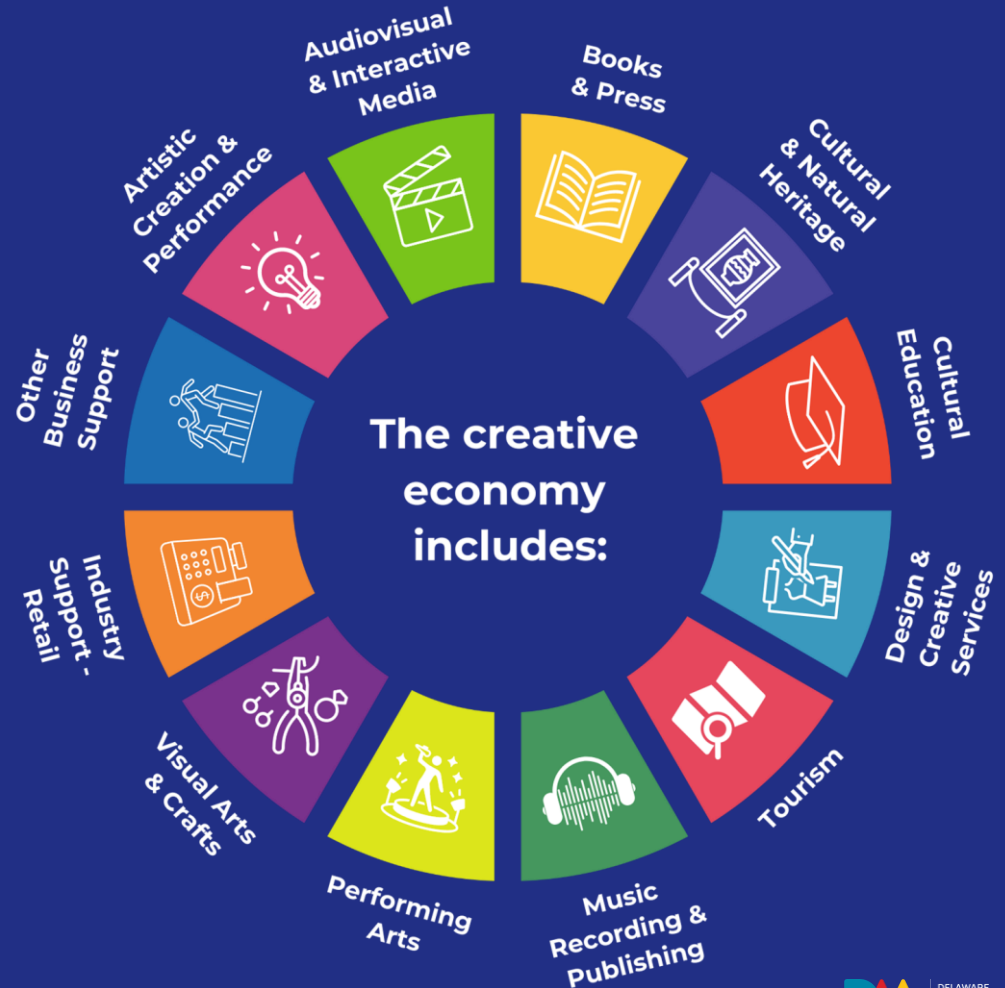 The creative
economy
includes:
Audiovisual
& Interactive
Media
Books
& Press
Cultural
& Natural
Heritage
Cultural
Education
Design &
Creative
Services
Tourism
Music
Recording &
Publishing
Performing
Arts
Visual Arts
& Crafts
Industry
Support -
Retail
Other
Business
Support
Artistic
Creation &
Performance
DELAWARE